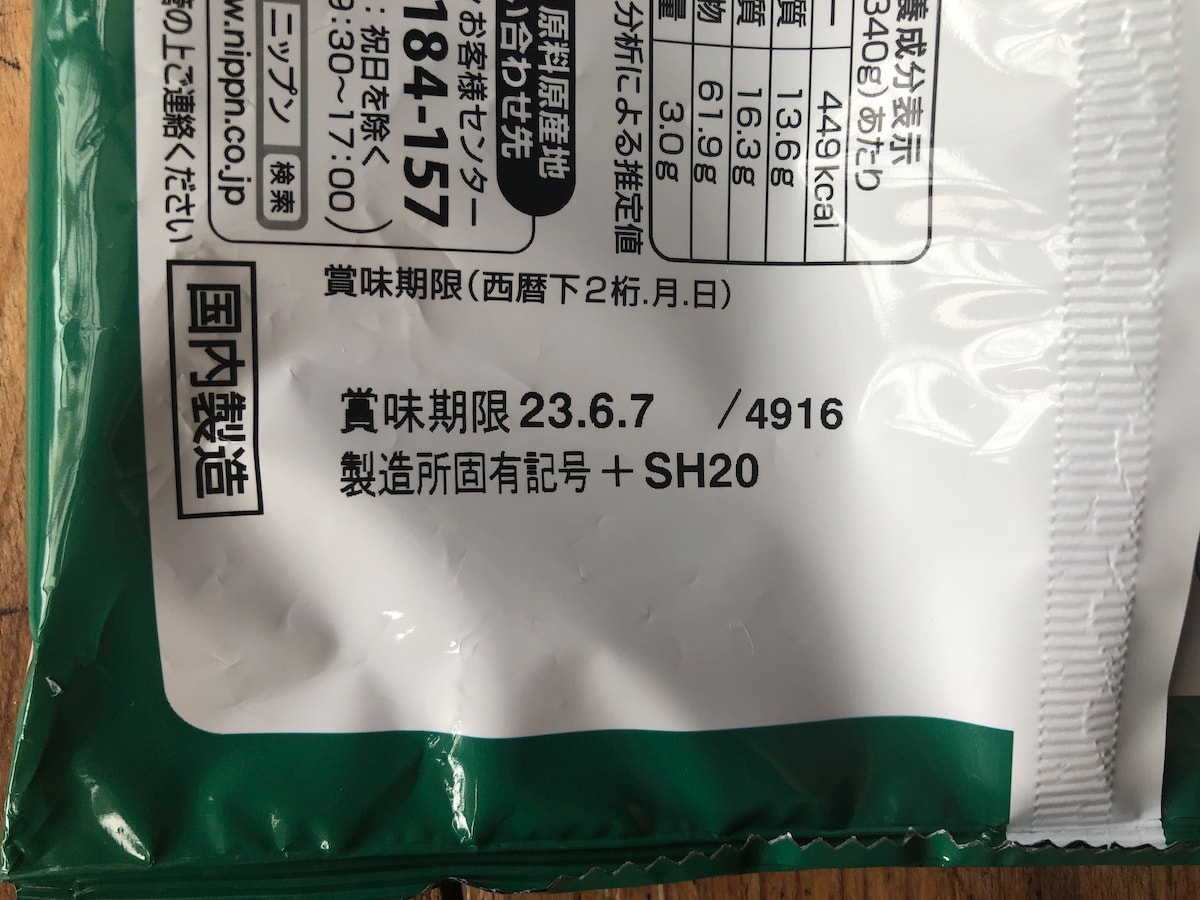 賞味期限(西暦下2桁.月.日)
賞味期限 23.6.7 /4916
製造所固有記号+SH20
国内製造
養成分表示
340g)あたり
ー 449kcal
質 13.6g
質 16.3g
物 61.9g
量 3.0g
分析による推定値
原料原産地
い合わせ先
お客様センター
184-157
:祝日を除く
9:30~17:00)
ニップン 検索
w.nippn.co.jp
の上ご連絡ください